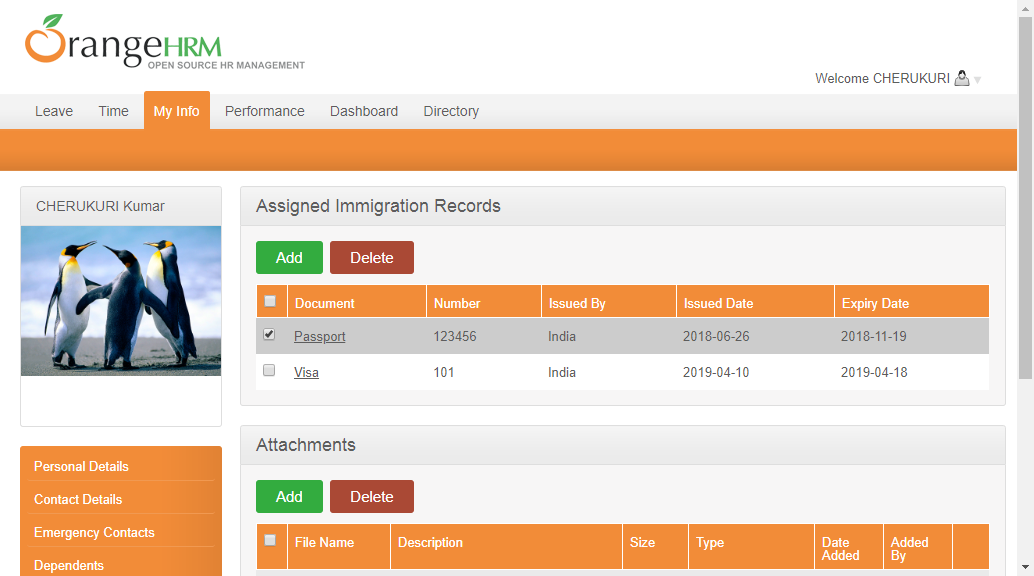 OrangeHRM
OPEN SOURCE HR MANAGEMENT
Welcome CHERUKURI
Leave Time My Info Performance Dashboard Directory
CHERUKURI Kumar
Assigned Immigration Records
Add Delete
Document Number Issued By Issued Date Expiry Date
Passport 123456 India 2018-06-26 2018-11-19
Visa 101 India 2019-04-10 2019-04-18
Personal Details
Contact Details
Emergency Contacts
Dependents
Attachments
Add Delete
File Name Description Size Type Date Added Added By